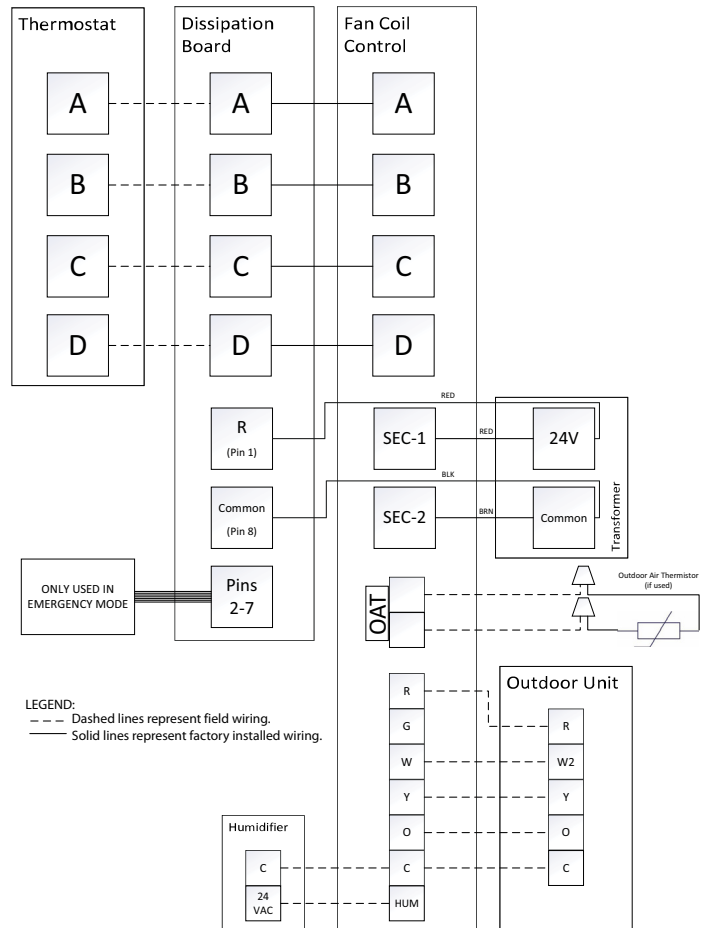 Thermostat
Dissipation
Board
Fan Coil
Control
A
A
A
B
B
B
C
C
C
D
D
D
RED
R
(Pin 1)
SEC-1
RED
24V
BLK
Common
(Pin 8)
SEC-2
BRN
Common
Transformer
ONLY USED IN
EMERGENCY MODE
Pins
2-7
OAT
Outdoor Air Thermistor
(if used)
LEGEND:
Dashed lines represent field wiring.
Solid lines represent factory installed wiring.
Outdoor Unit
R
R
G
W
W2
Y
Y
O
O
Humidifier
C
C
C
24
VAC
HUM